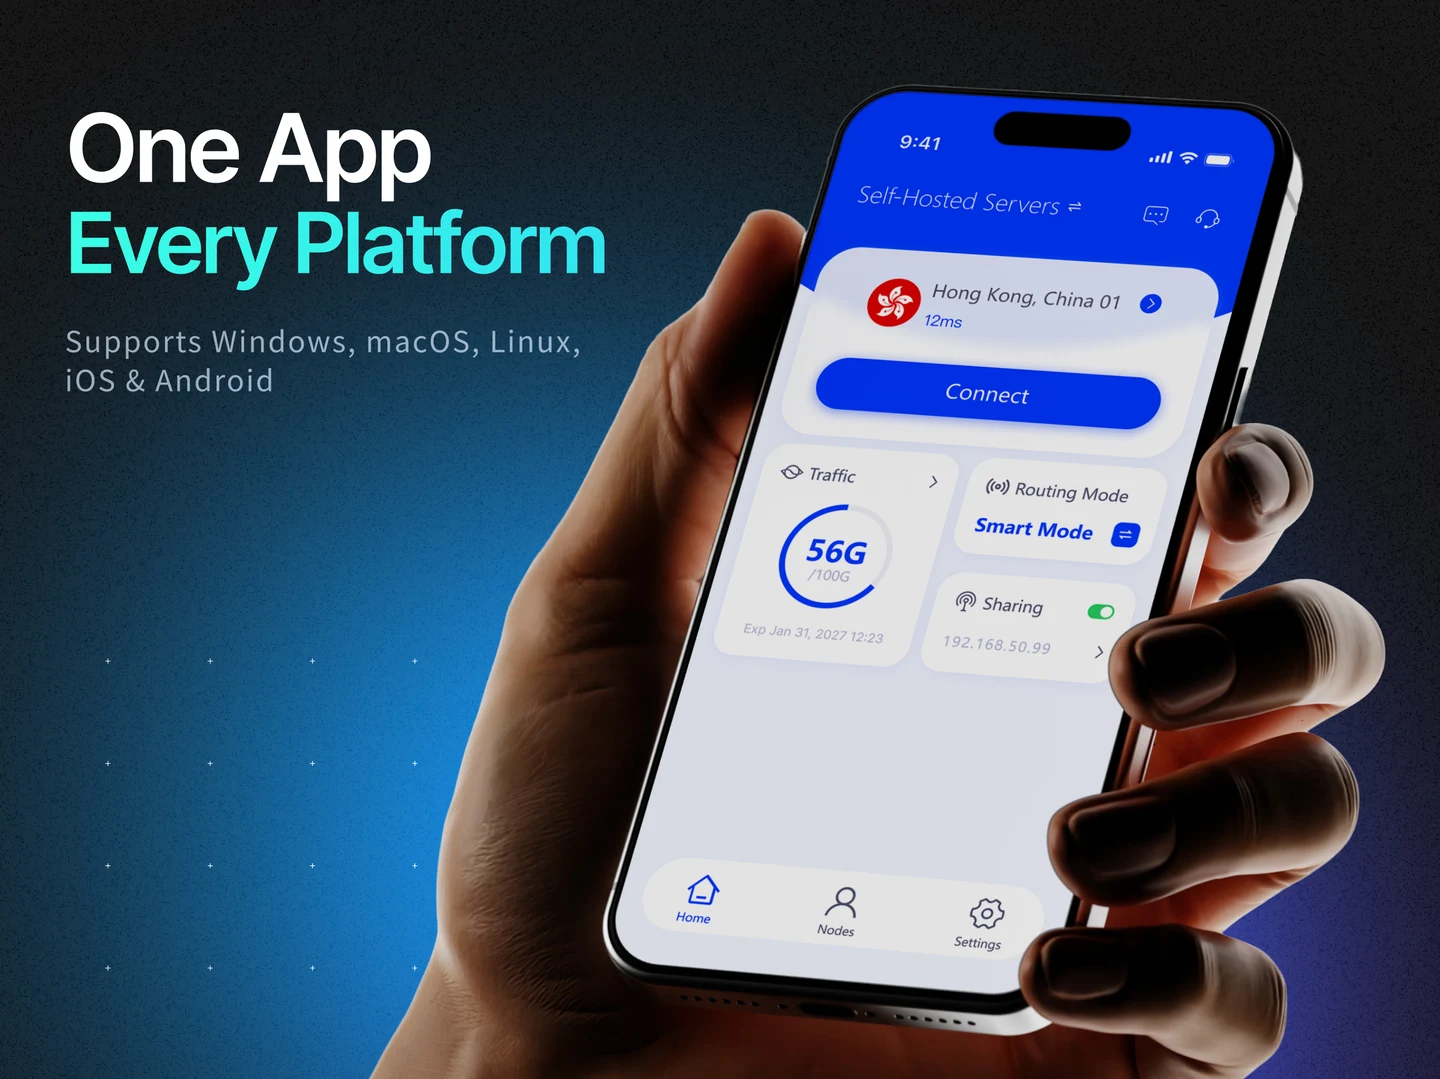 One App
Every Platform
Supports Windows, macOS, Linux,
iOS & Android
9:41
Self-Hosted Servers
Hong Kong, China 01
12ms
Connect
Traffic
56G
/100G
Exp Jan 31, 2027 12:23
Routing Mode
Smart Mode
Sharing
192.168.50.99
Home
Nodes
Settings